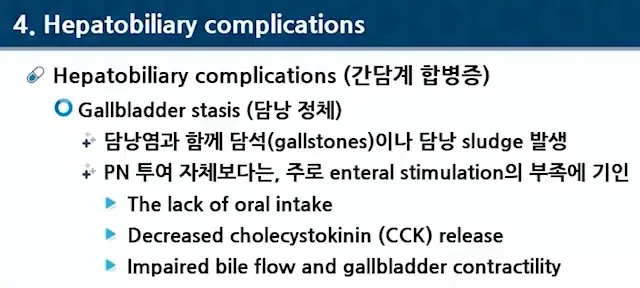 4. Hepatobiliary complications
Hepatobiliary complications (간담계 합병증)
Gallbladder stasis (담낭 정체)
담낭염과 함께 담석(gallstones)이나 담낭 sludge 발생
PN 투여 자체보다는, 주로 enteral stimulation의 부족에 기인
The lack of oral intake
Decreased cholecystokinin (CCK) release
Impaired bile flow and gallbladder contractility